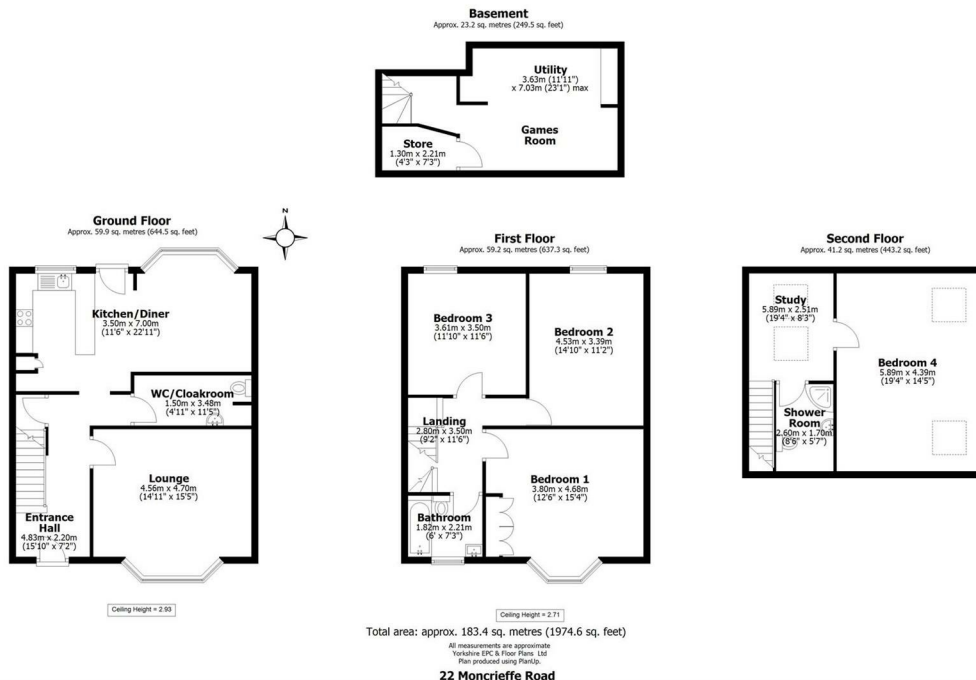 Basement
Approx. 23.2 sq. metres (249.5 sq. feet)
Utility
3.63m (11'11")
x 7.03m (23'1") max
Games
Room
Store
1.30m x 2.21m
(4'3" x 7'3")
Ground Floor
Approx. 59.9 sq. metres (644.5 sq. feet)
N
Kitchen/Diner
3.50m x 7.00m
(11'6" x 22'11")
WC/Cloakroom
1.50m x 3.48m
(4'11" x 11'5")
Lounge
4.56m x 4.70m
(14'11" x 15'5")
Entrance
Hall
4.83m x 2.20m
(15'10" x 7'2")
Ceiling Height = 2.93
First Floor
Approx. 59.2 sq. metres (637.3 sq. feet)
Bedroom 3
3.61m x 3.50m
(11'10" x 11'6")
Bedroom 2
4.53m x 3.39m
(14'10" x 11'2")
Landing
2.80m x 3.50m
(9'2" x 11'6")
Bedroom 1
3.80m x 4.68m
(12'6" x 15'4")
Bathroom
1.82m x 2.21m
(6' x 7'3")
Ceiling Height = 2.71
Second Floor
Approx. 41.2 sq. metres (443.2 sq. feet)
Study
5.89m x 2.51m
(19'4" x 8'3")
Bedroom 4
5.89m x 4.39m
(19'4" x 14'5")
Shower
Room
2.60m x 1.70m
(8'6" x 5'7")
Total area: approx. 183.4 sq. metres (1974.6 sq. feet)
All measurements are approximate
Yorkshire EPC & Floor Plans Ltd
Plan produced using PlanUp.
22 Moncrieffe Road